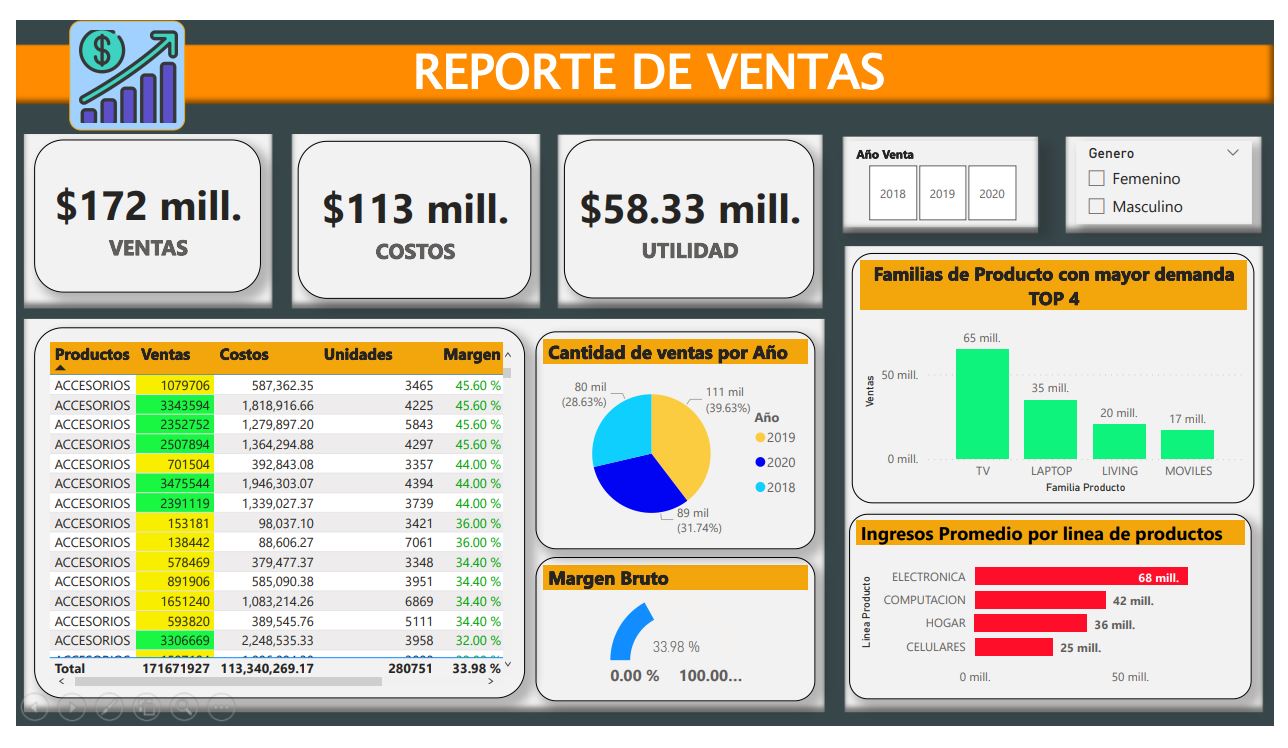 $
REPORTE DE VENTAS
$172 mill.
VENTAS
$113 mill.
COSTOS
$58.33 mill.
UTILIDAD
Año Venta
2018 2019 2020
Genero
Femenino
Masculino
Productos Ventas Costos Unidades Margen
ACCESORIOS 1079706 587,362.35 3465 45.60 %
ACCESORIOS 3343594 1,818,916.66 4225 45.60 %
ACCESORIOS 2352752 1,279,897.20 5843 45.60 %
ACCESORIOS 2507894 1,364,294.88 4297 45.60 %
ACCESORIOS 701504 392,843.08 3357 44.00 %
ACCESORIOS 3475544 1,946,303.07 4394 44.00 %
ACCESORIOS 2391119 1,339,027.37 3739 44.00 %
ACCESORIOS 153181 98,037.10 3421 36.00 %
ACCESORIOS 138442 88,606.27 7061 36.00 %
ACCESORIOS 578469 379,477.37 3348 34.40 %
ACCESORIOS 891906 585,090.38 3951 34.40 %
ACCESORIOS 1651240 1,083,214.26 6869 34.40 %
ACCESORIOS 593820 389,545.76 5111 34.40 %
ACCESORIOS 3306669 2,248,535.33 3958 32.00 %
Total 171671927 113,340,269.17 280751 33.98 %
Cantidad de ventas por Año
80 mil
(28.63%)
111 mil
(39.63%)
89 mil
(31.74%)
Año
2019
2020
2018
Margen Bruto
33.98 %
0.00 % 100.00...
Familias de Producto con mayor demanda
TOP 4
Ventas
50 mill.
0 mill.
65 mill.
35 mill.
20 mill.
17 mill.
TV LAPTOP LIVING MOVILES
Familia Producto
Ingresos Promedio por linea de productos
Linea Producto
ELECTRONICA 68 mill.
COMPUTACION 42 mill.
HOGAR 36 mill.
CELULARES 25 mill.
0 mill. 50 mill.